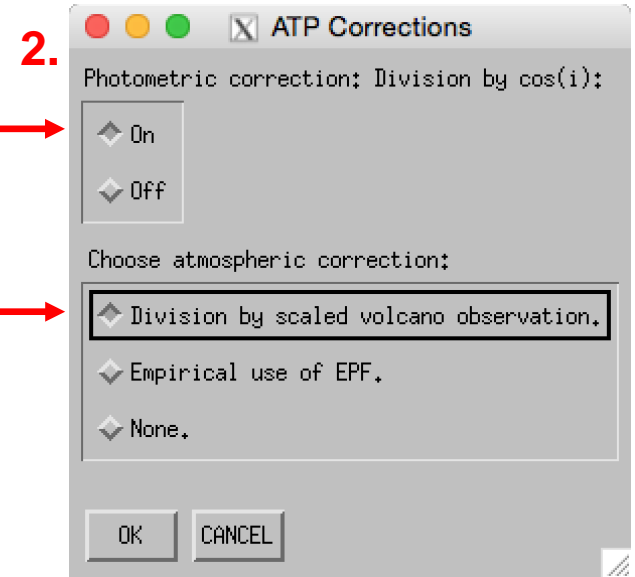 2.
X ATP Corrections
Photometric correction: Division by cos(i):
On
Off
Choose atmospheric correction:
Division by scaled volcano observation.
Empirical use of EPF.
None.
OK CANCEL